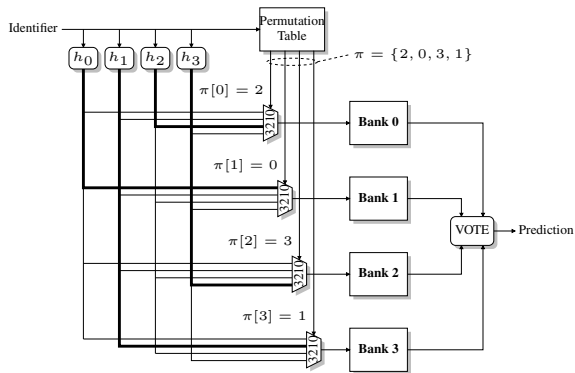 Identifier
Permutation
Table
h0 h1 h2 h3
π = {2, 0, 3, 1}
π[0] = 2
3210
Bank 0
π[1] = 0
3210
Bank 1
VOTE
Prediction
π[2] = 3
3210
Bank 2
π[3] = 1
3210
Bank 3